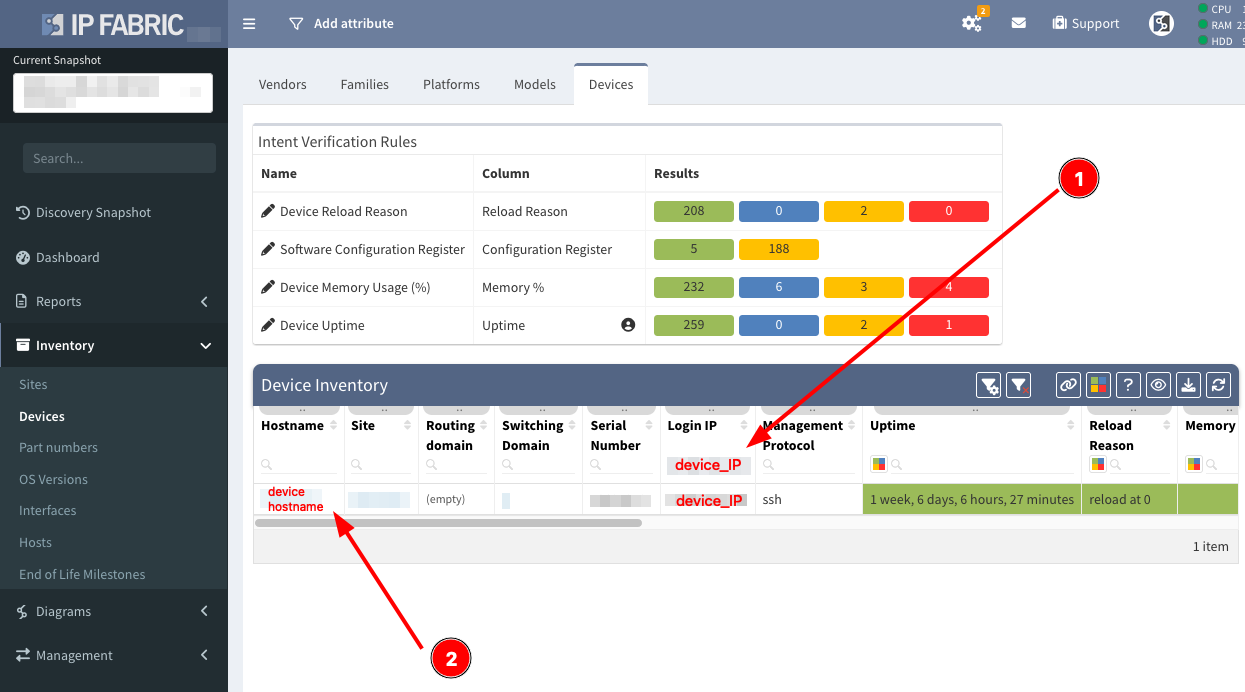 IP FABRIC
Add attribute
2
Support
CPU
RAM 23
HDD
Current Snapshot
Search...
Discovery Snapshot
Dashboard
Reports
Inventory
Sites
Devices
Part numbers
OS Versions
Interfaces
Hosts
End of Life Milestones
Diagrams
Management
Vendors Families Platforms Models Devices
Intent Verification Rules
Name Column Results
Device Reload Reason Reload Reason 208 0 2 0
Software Configuration Register Configuration Register 5 188
Device Memory Usage (%) Memory % 232 6 3 4
Device Uptime Uptime 259 0 2 1
1
Device Inventory
?
Hostname Site Routing domain Switching Domain Serial Number Login IP Management Protocol Uptime Reload Reason Memory
device_IP
device hostname (empty) device_IP ssh 1 week, 6 days, 6 hours, 27 minutes reload at 0
1 item
2